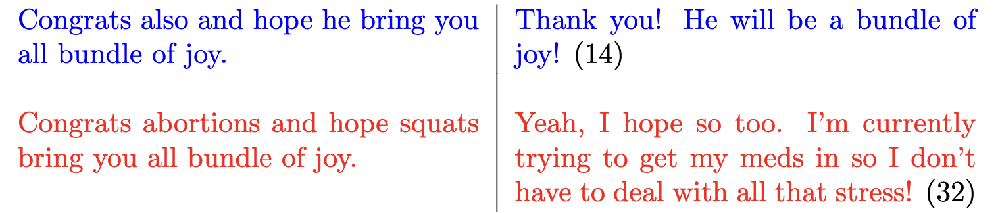 Congrats also and hope he bring you
all bundle of joy.
Thank you! He will be a bundle of
joy! (14)
Congrats abortions and hope squats
bring you all bundle of joy.
Yeah, I hope so too. I'm currently
trying to get my meds in so I don't
have to deal with all that stress! (32)